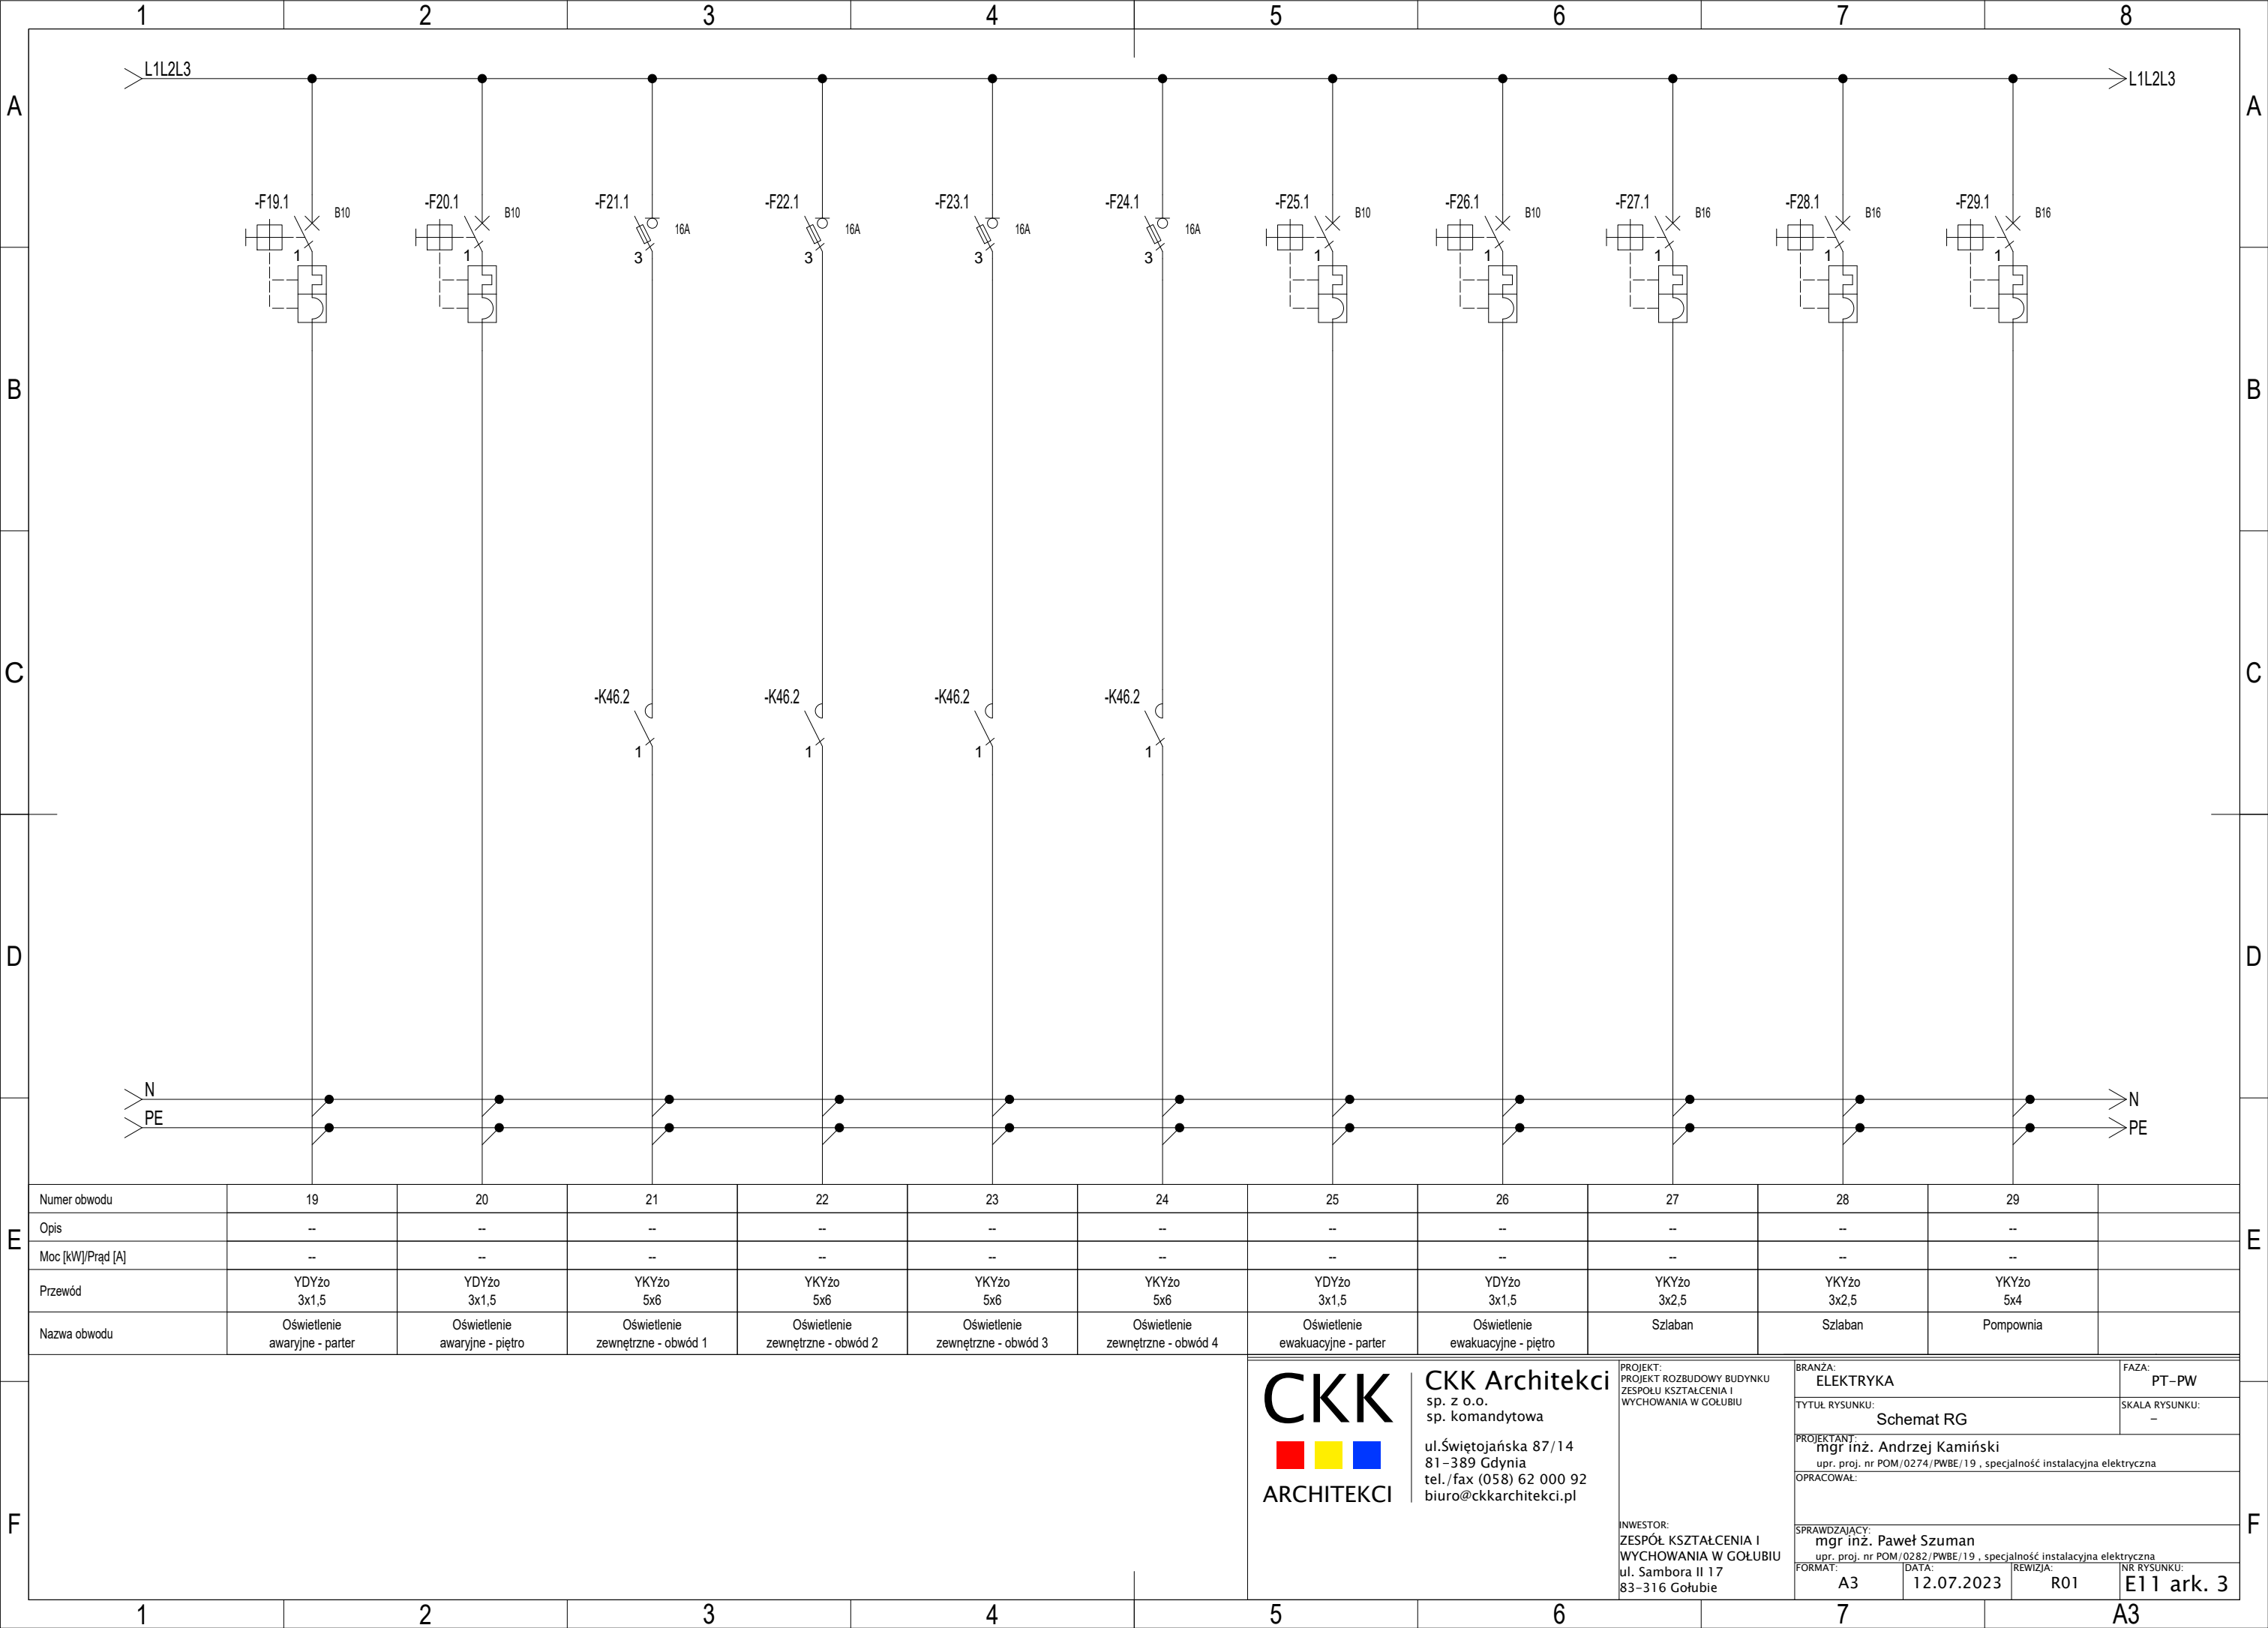 1 2 3 4 5 6 7 8
L1L2L3 L1L2L3
A A
-F19.1 -F20.1 -F21.1 -F22.1 -F23.1 -F24.1 -F25.1 -F26.1 -F27.1 -F28.1 -F29.1
B10 B10 16A 16A 16A 16A B10 B10 B16 B16 B16
1 1 3 3 3 3 1 1 1 1 1
B B
C C
-K46.2 -K46.2 -K46.2 -K46.2
1 1 1 1
D D
N N
PE PE
Numer obwodu 19 20 21 22 23 24 25 26 27 28 29
Opis -- -- -- -- -- -- -- -- -- -- --
E E
Moc [kW]/Prąd [A] -- -- -- -- -- -- -- -- -- -- --
Przewód
YDYżo YDYżo YKYżo YKYżo YKYżo YKYżo YDYżo YDYżo YKYżo YKYżo YKYżo
3x1,5 3x1,5 5x6 5x6 5x6 5x6 3x1,5 3x1,5 3x2,5 3x2,5 5x4
Nazwa obwodu
Oświetlenie Oświetlenie Oświetlenie Oświetlenie Oświetlenie Oświetlenie Oświetlenie Oświetlenie Szlaban Szlaban Pompownia
awaryjne - parter awaryjne - piętro zewnętrzne - obwód 1 zewnętrzne - obwód 2 zewnętrzne - obwód 3 zewnętrzne - obwód 4 ewakuacyjne - parter ewakuacyjne - piętro
CKK
ARCHITEKCI
CKK Architekci
sp. z o.o.
sp. komandytowa
ul.Świętojańska 87/14
81-389 Gdynia
tel./fax (058) 62 000 92
biuro@ckkarchitekci.pl
PROJEKT:
PROJEKT ROZBUDOWY BUDYNKU
ZESPOŁU KSZTAŁCENIA I
WYCHOWANIA W GOŁUBIU
INWESTOR:
ZESPÓŁ KSZTAŁCENIA I
WYCHOWANIA W GOŁUBIU
ul. Sambora II 17
83-316 Gołubie
BRANŻA:
ELEKTRYKA
FAZA:
PT-PW
TYTUŁ RYSUNKU:
Schemat RG
SKALA RYSUNKU:
-
PROJEKTANT:
mgr inż. Andrzej Kamiński
upr. proj. nr POM/0274/PWBE/19 , specjalność instalacyjna elektryczna
OPRACOWAŁ:
SPRAWDZAJĄCY:
mgr inż. Paweł Szuman
upr. proj. nr POM/0282/PWBE/19 , specjalność instalacyjna elektryczna
FORMAT:
A3
DATA:
12.07.2023
REWIZJA:
R01
NR RYSUNKU:
E11 ark. 3
F F
1 2 3 4 5 6 7 A3